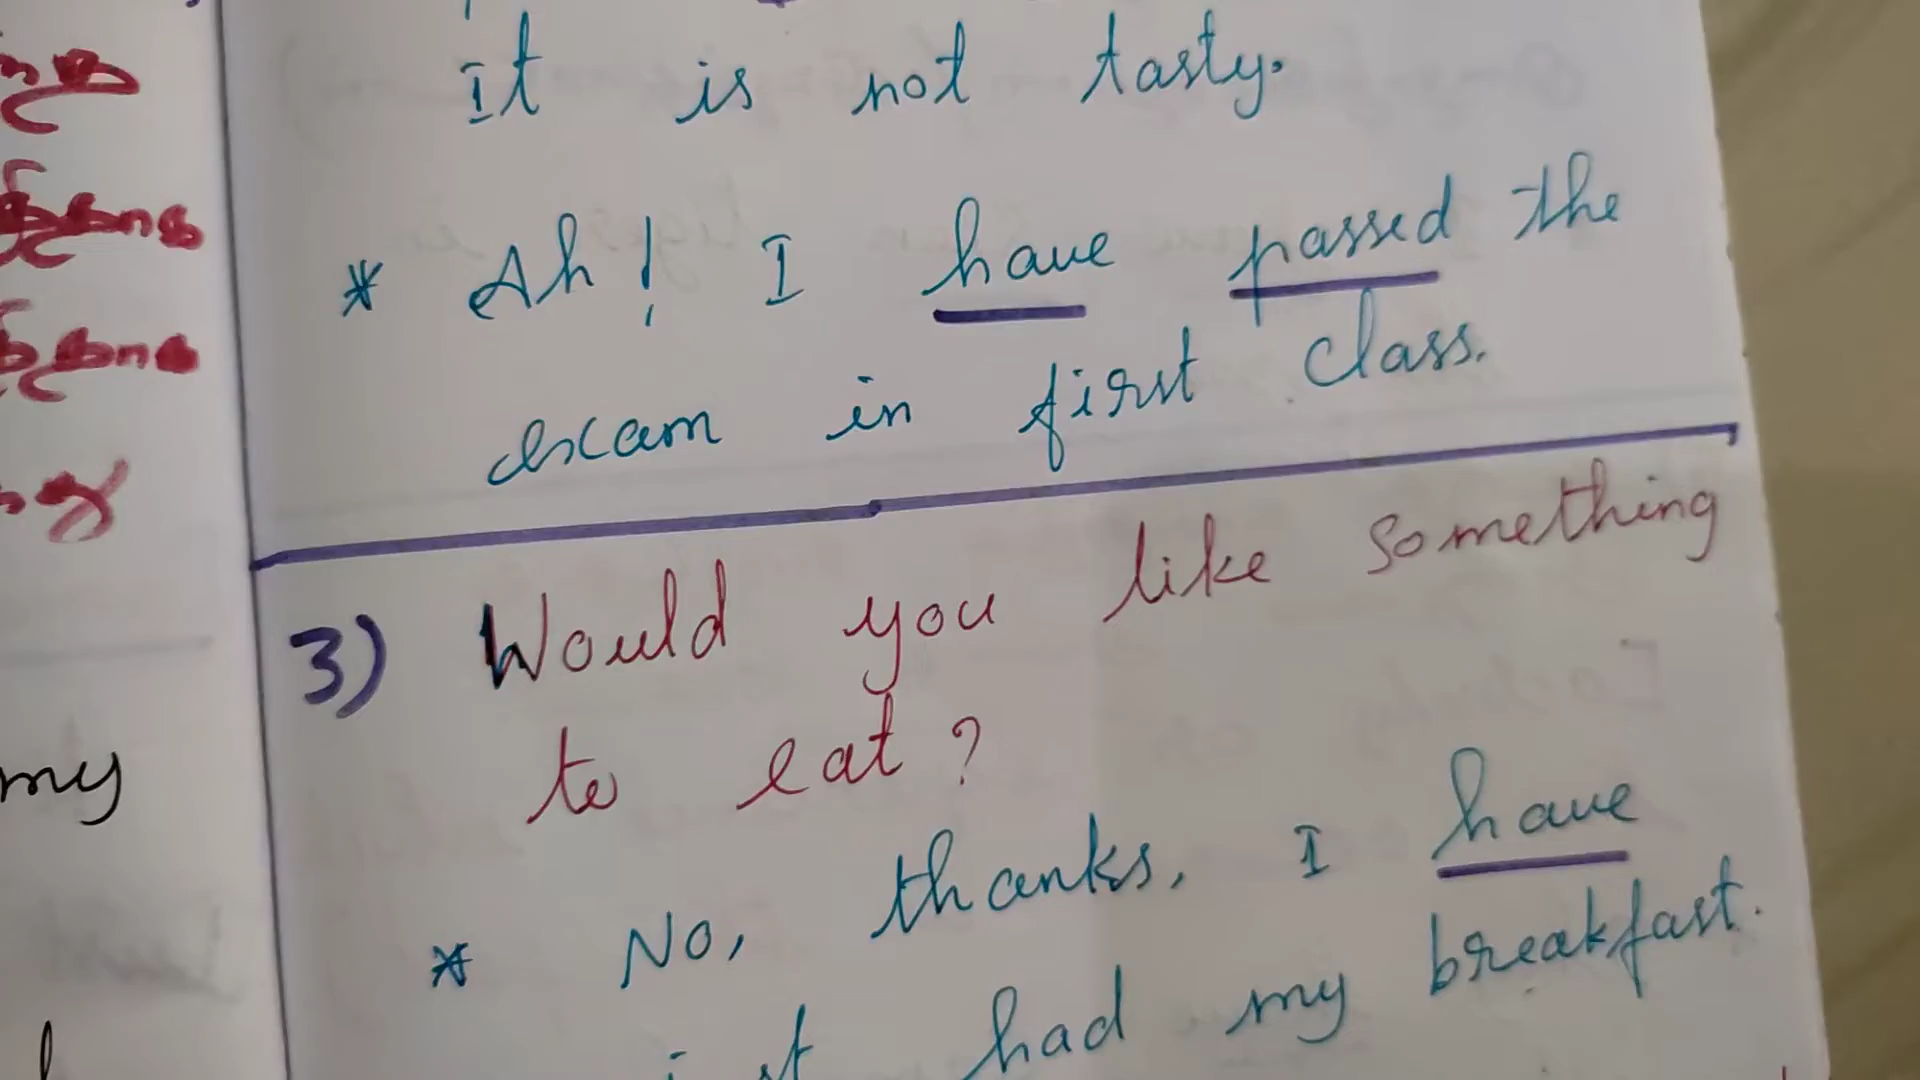 It is not tasty.
* Ah! I have passed the
exam in first class.
3) Would you like something
to eat?
* No, thanks, I have
just had my breakfast.
my